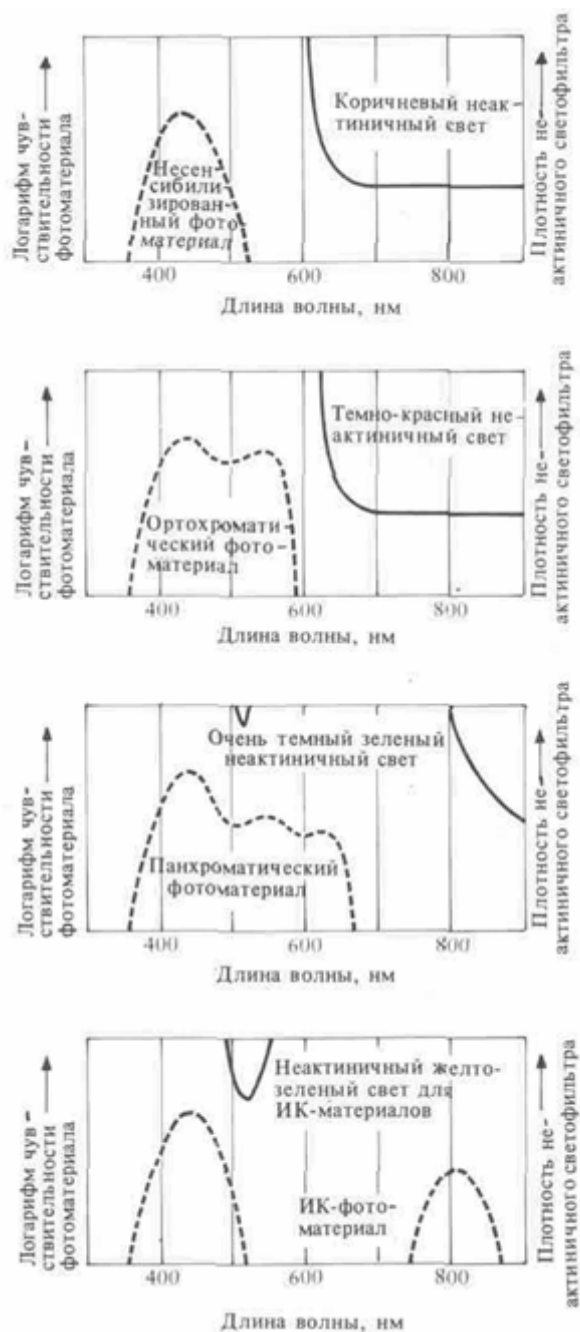 Логарифм чув-
ствительности
фотоматериала
Несен-
сибили-
зирован-
ный фото-
материал
Коричневый неак-
тиничный свет
Плотность не-
актиничного светофильтра
400
600
800
Длина волны, нм
Логарифм чув-
ствительности
фотоматериала
Ортохромати-
ческий фото-
материал
Темно-красный не-
актиничный свет
Плотность не-
актиничного светофильтра
400
600
800
Длина волны, нм
Логарифм чув-
ствительности
фотоматериала
Очень темный зеленый
неактиничный свет
Панхроматический
фотоматериал
Плотность не-
актиничного светофильтра
400
600
800
Длина волны, нм
Логарифм чув-
ствительности
фотоматериала
Неактиничный желто-
зеленый свет для
ИК-материалов
ИК-фото-
материал
Плотность не-
актиничного светофильтра
400
600
800
Длина волны, нм